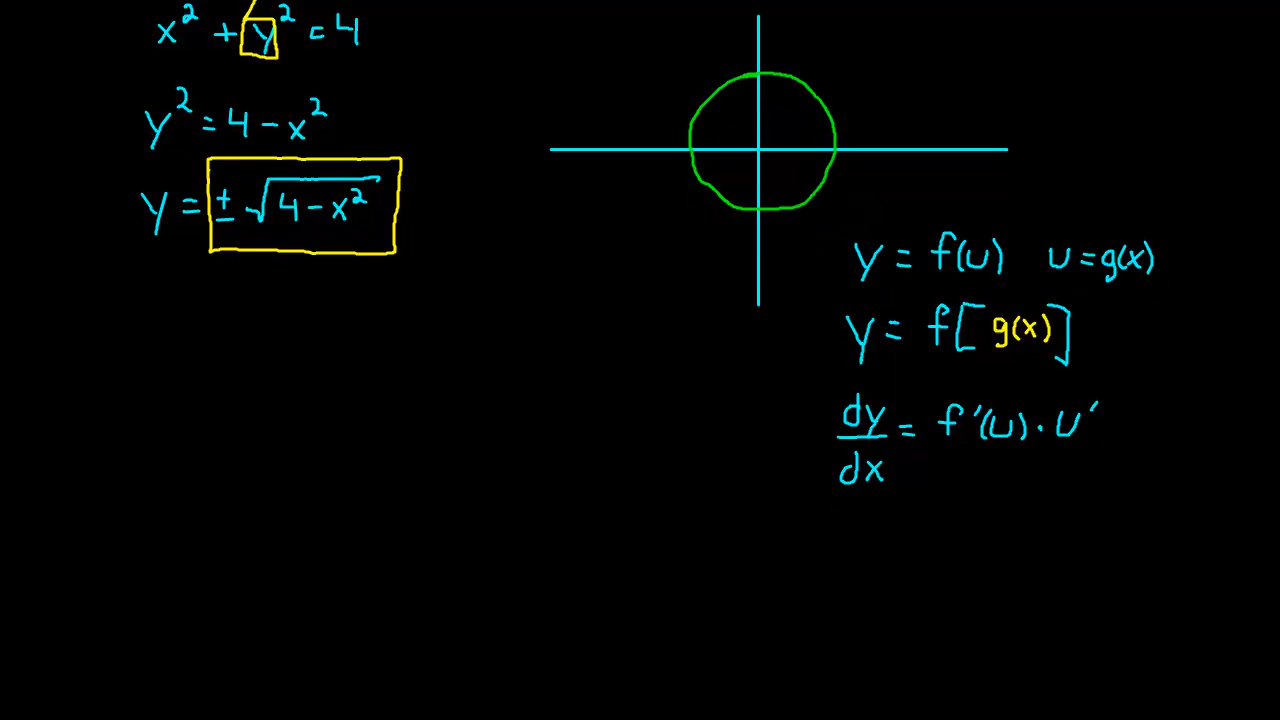 x² + y² = 4
y² = 4 - x²
y = ± √(4 - x²)
y = f(u) u = g(x)
y = f[g(x)]
dy/dx = f'(u) · u'